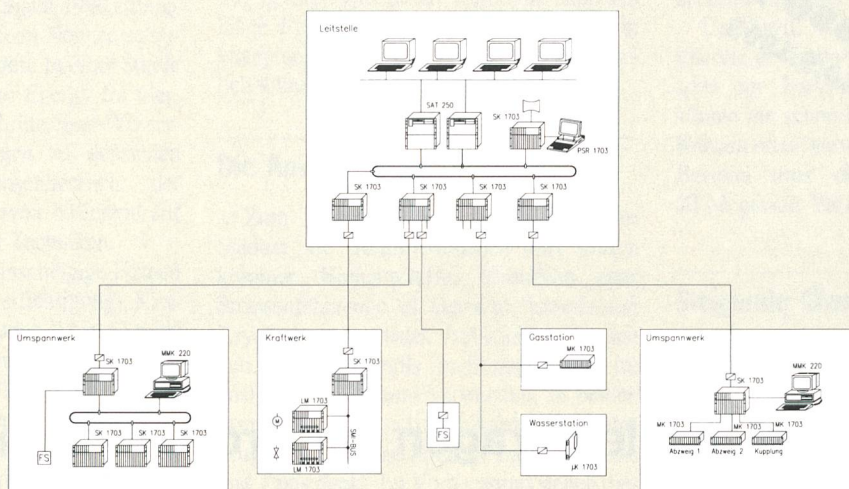 Leitstelle
SAT 250
SK 1703
PSR 1703
SK 1703
SK 1703
SK 1703
SK 1703
Umspannwerk
SK 1703
MMK 220
FS
SK 1703
SK 1703
SK 1703
Kraftwerk
SK 1703
LM 1703
M
LM 1703
SMI-BUS
FS
Gasstation
MK 1703
Wasserstation
µK 1703
Umspannwerk
MMK 220
SK 1703
MK 1703
MK 1703
MK 1703
Abzweig 1
Abzweig 2
Kupplung